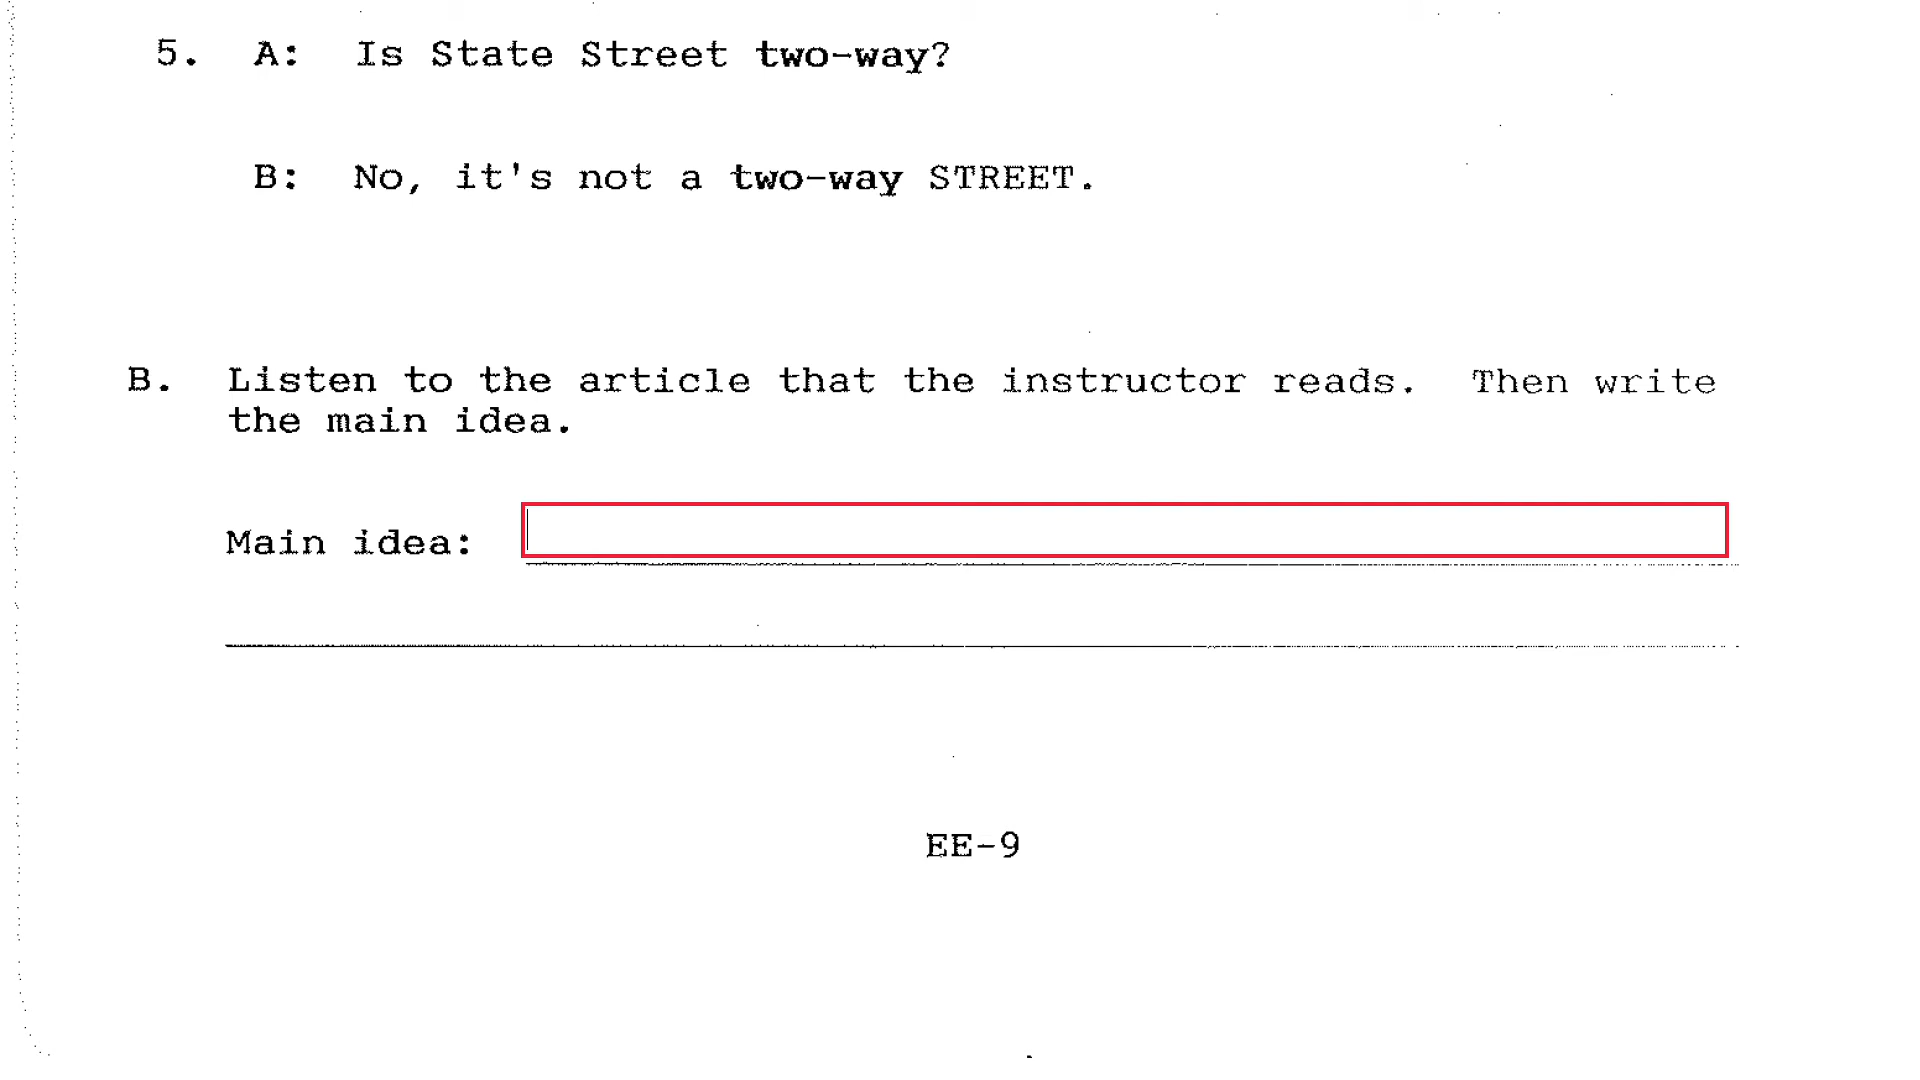 5. A: Is State Street two-way?
B: No, it's not a two-way STREET.
B. Listen to the article that the instructor reads. Then write
the main idea.
Main idea:
EE-9